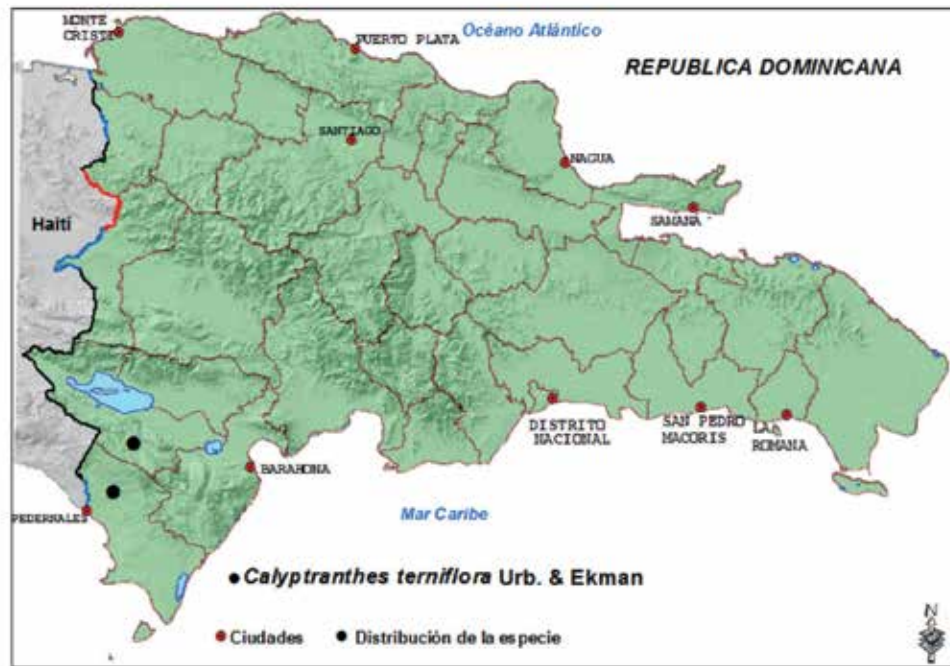 MONTE
CRISTI
PUERTO PLATA
Océano Atlántico
REPUBLICA DOMINICANA
SANTIAGO
NAGUA
SAMANA
Haití
DISTRITO
NACIONAL
SAN PEDRO
MACORIS
LA
ROMANA
BARAHONA
PEDERNALES
Mar Caribe
Calyptranthes terniflora Urb. & Ekman
Ciudades
Distribución de la especie
N